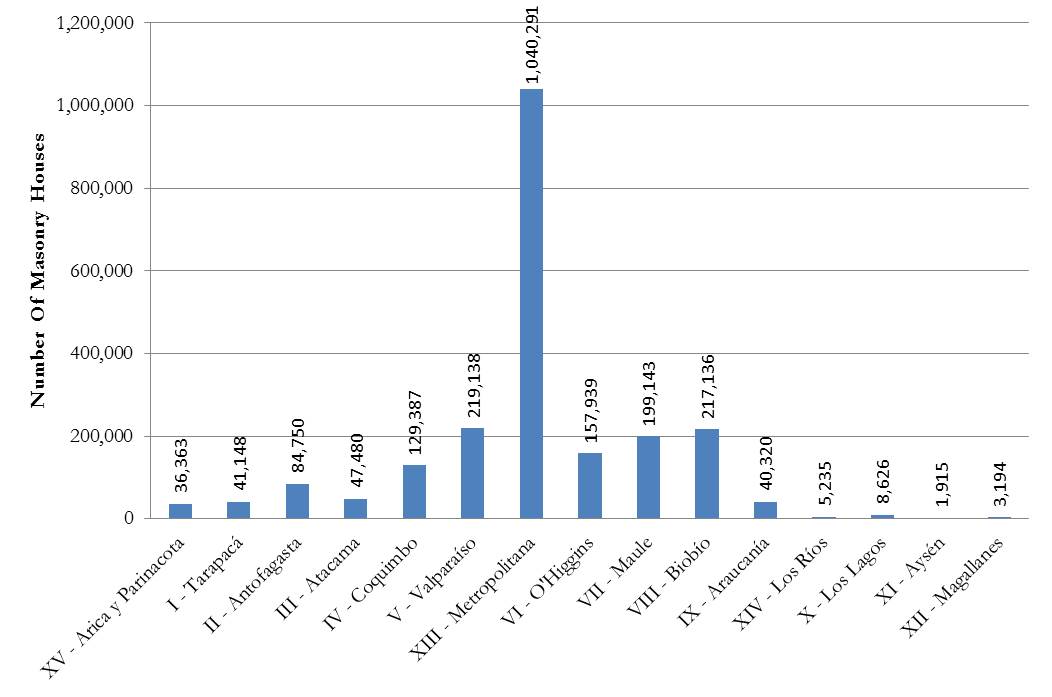 1,200,000
1,000,000
800,000
600,000
400,000
200,000
0
Number Of Masonry Houses
36,363
41,148
84,750
47,480
129,387
219,138
1,040,291
157,939
199,143
217,136
40,320
5,235
8,626
1,915
3,194
XV - Arica y Parinacota
I - Tarapacá
II - Antofagasta
III - Atacama
IV - Coquimbo
V - Valparaíso
XIII - Metropolitana
VI - O'Higgins
VII - Maule
VIII - Biobío
IX - Araucanía
XIV - Los Ríos
X - Los Lagos
XI - Aysén
XII - Magallanes